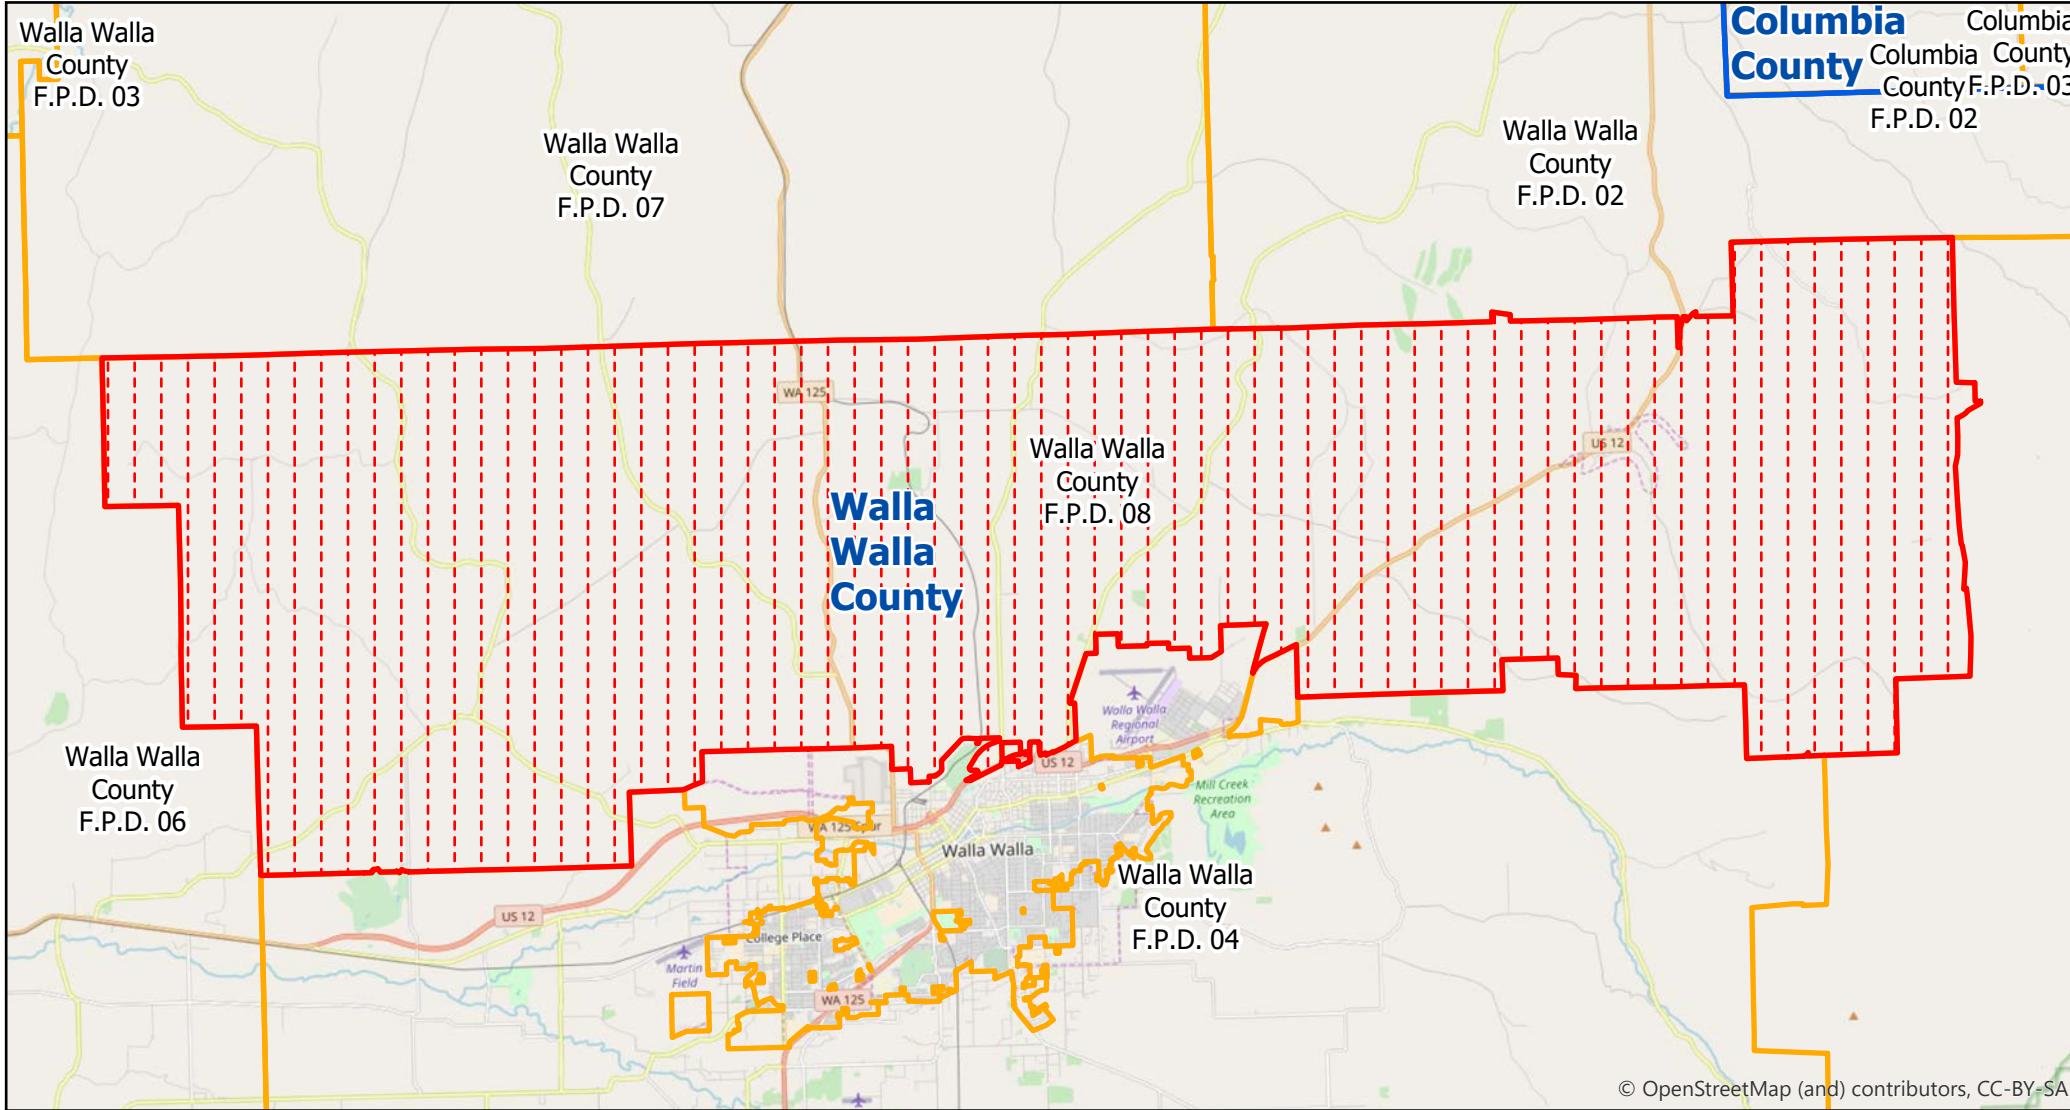 Walla Walla
County
F.P.D. 03
Walla Walla
County
F.P.D. 07
Walla Walla
County
F.P.D. 02
Columbia
County
Columbia
County
F.P.D. 02
Columbia
County
F.P.D. 03
WA 125
Walla Walla
County
F.P.D. 08
US 12
Walla
Walla
County
Walla Walla
Regional
Airport
Walla Walla
County
F.P.D. 06
US 12
Mill Creek
Recreation
Area
WA 125 Spur
Walla Walla
Walla Walla
County
F.P.D. 04
US 12
College Place
Martin
Field
WA 125
© OpenStreetMap (and) contributors, CC-BY-SA